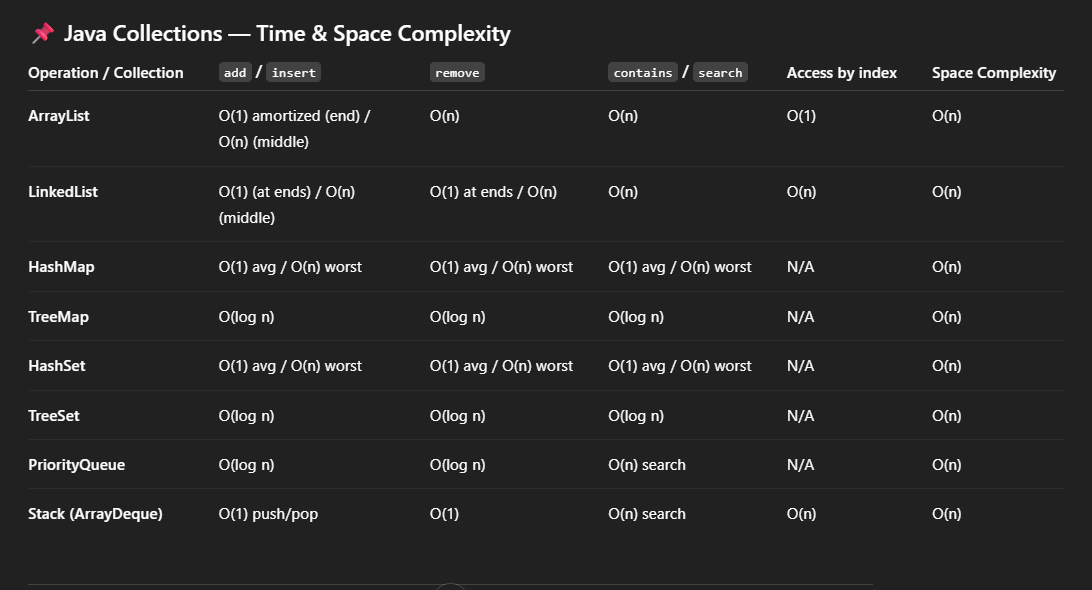 📌 Java Collections — Time & Space Complexity
Operation / Collection add / insert remove contains / search Access by index Space Complexity
ArrayList O(1) amortized (end) / O(n) O(n) O(1) O(n)
O(n) (middle)
LinkedList O(1) (at ends) / O(n) O(1) at ends / O(n) O(n) O(n) O(n)
(middle)
HashMap O(1) avg / O(n) worst O(1) avg / O(n) worst O(1) avg / O(n) worst N/A O(n)
TreeMap O(log n) O(log n) O(log n) N/A O(n)
HashSet O(1) avg / O(n) worst O(1) avg / O(n) worst O(1) avg / O(n) worst N/A O(n)
TreeSet O(log n) O(log n) O(log n) N/A O(n)
PriorityQueue O(log n) O(log n) O(n) search N/A O(n)
Stack (ArrayDeque) O(1) push/pop O(1) O(n) search O(n) O(n)